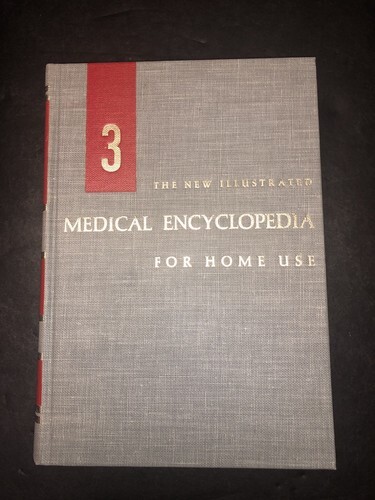 3
THE NEW ILLUSTRATED
MEDICAL ENCYCLOPEDIA
FOR HOME USE